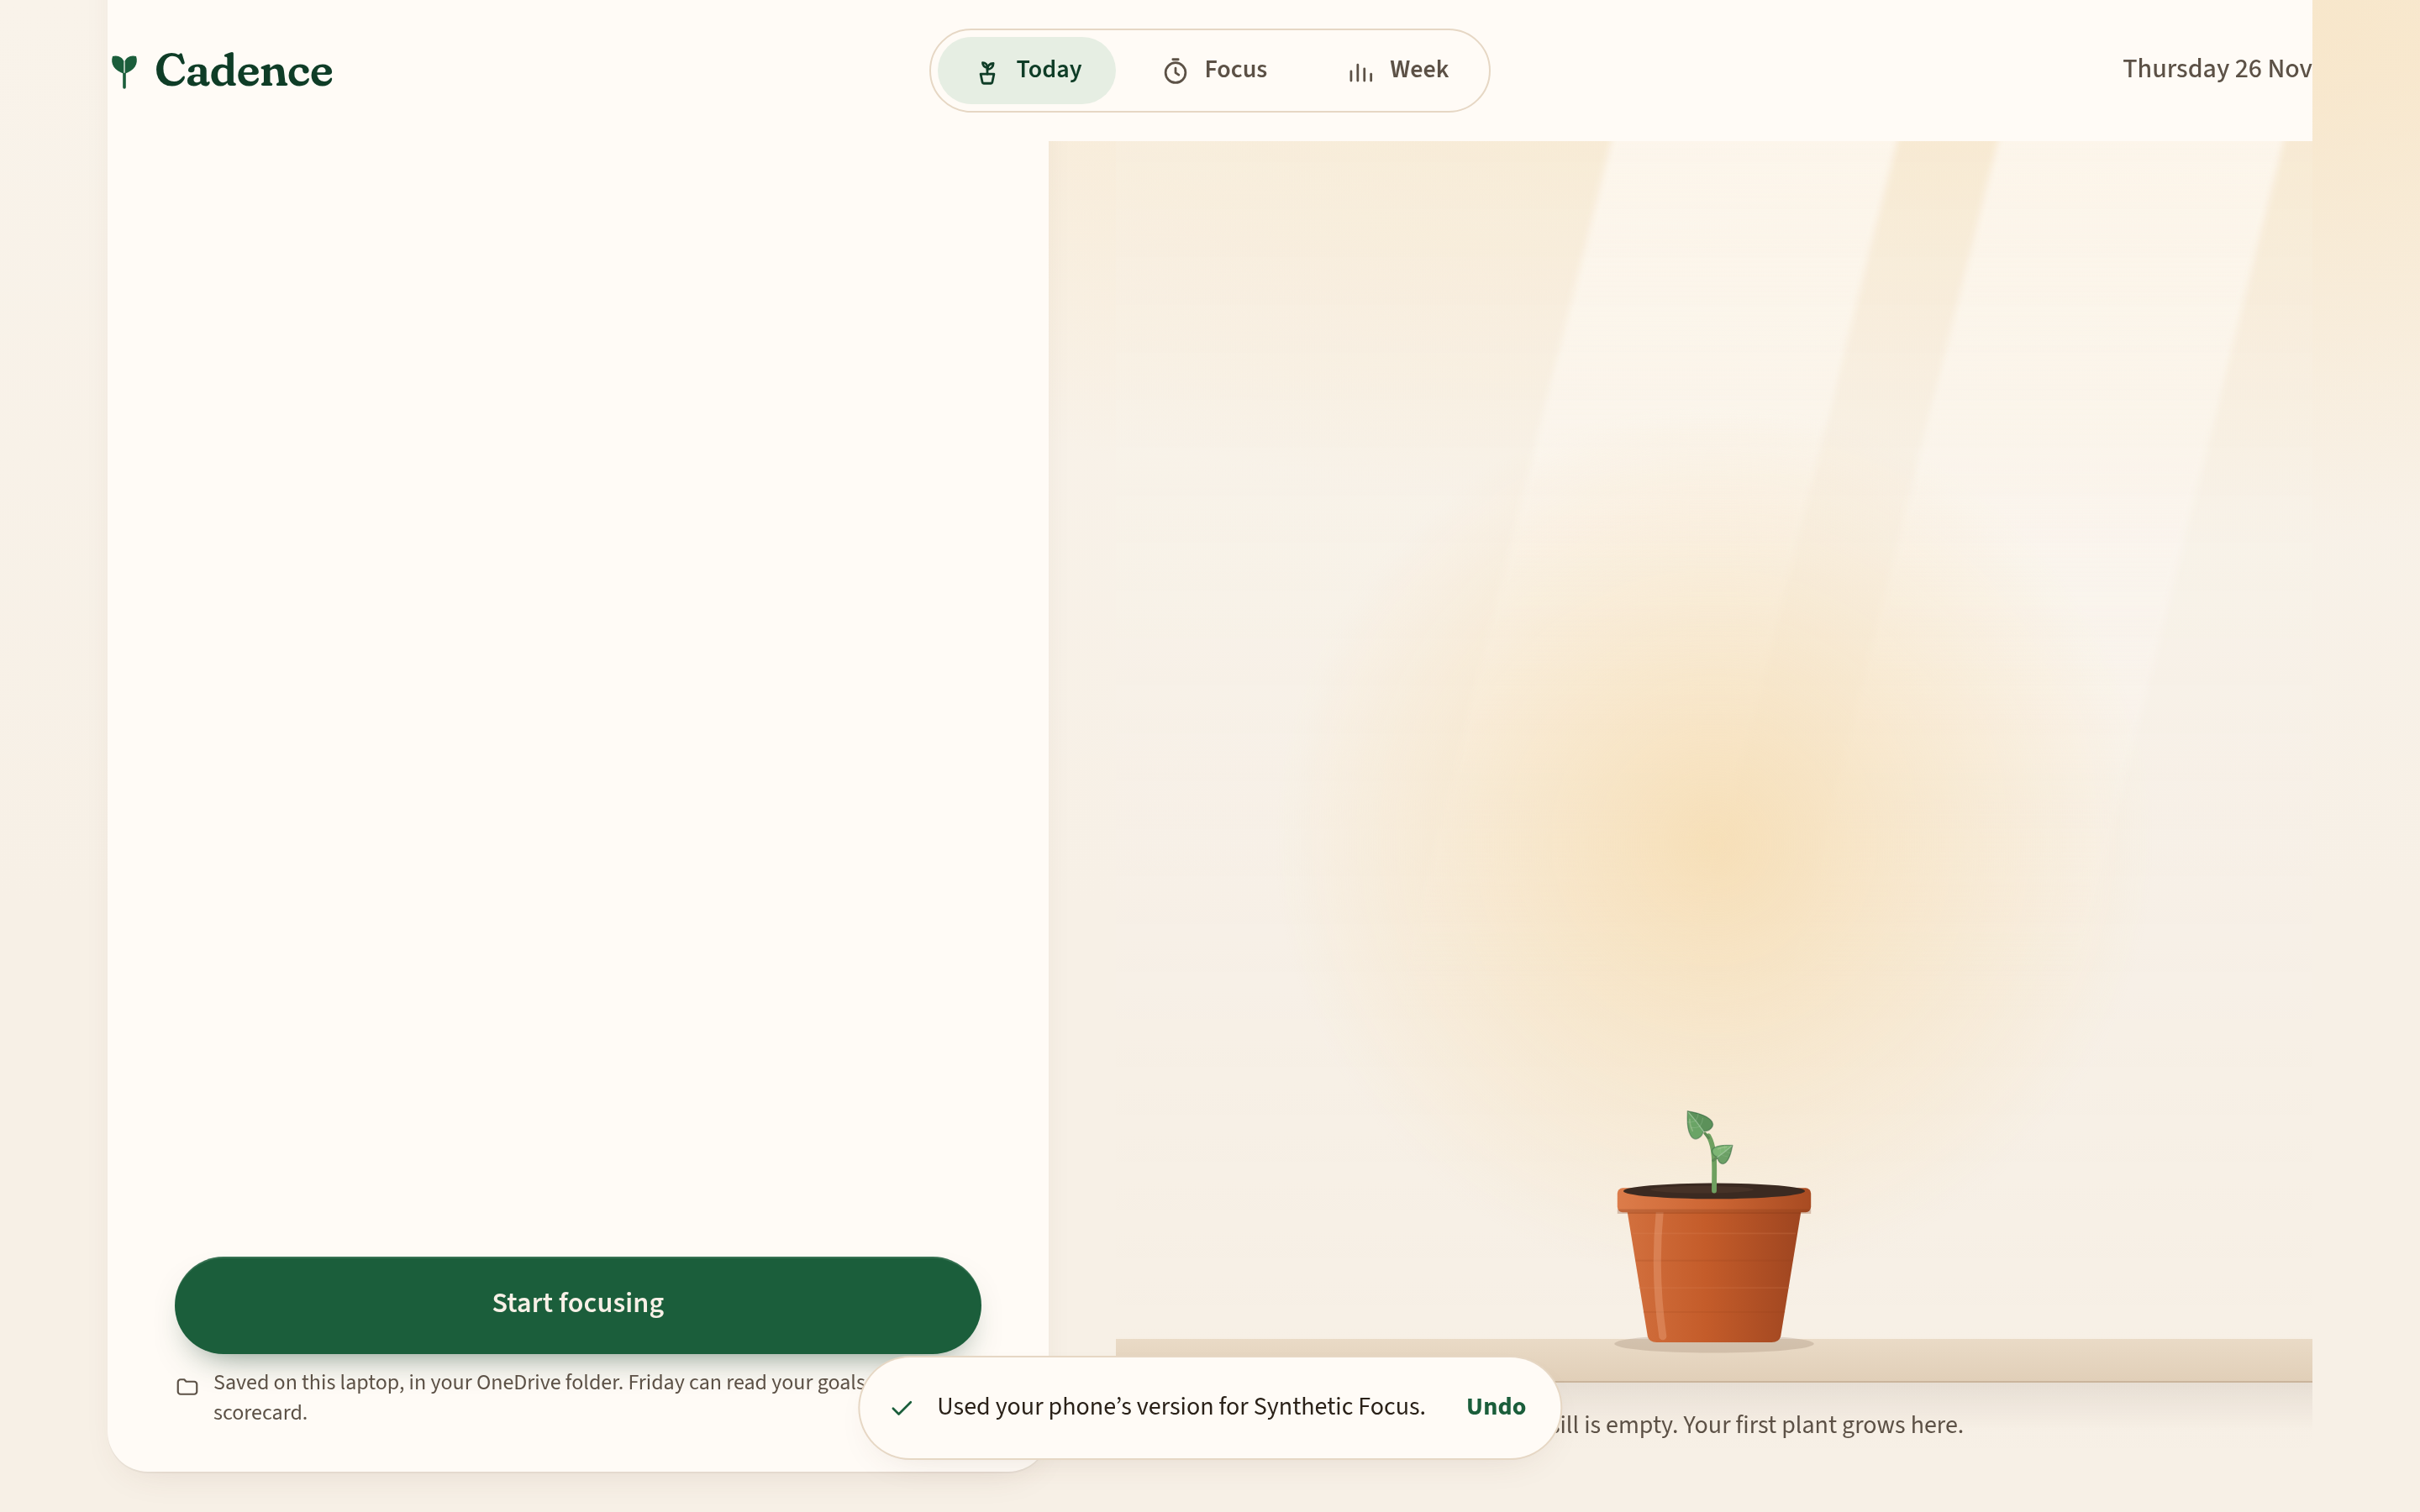 Cadence
Today
Focus
Week
Thursday 26 Nov
Start focusing
Saved on this laptop, in your OneDrive folder. Friday can read your goals
scorecard.
Used your phone’s version for Synthetic Focus.
Undo
is empty. Your first plant grows here.